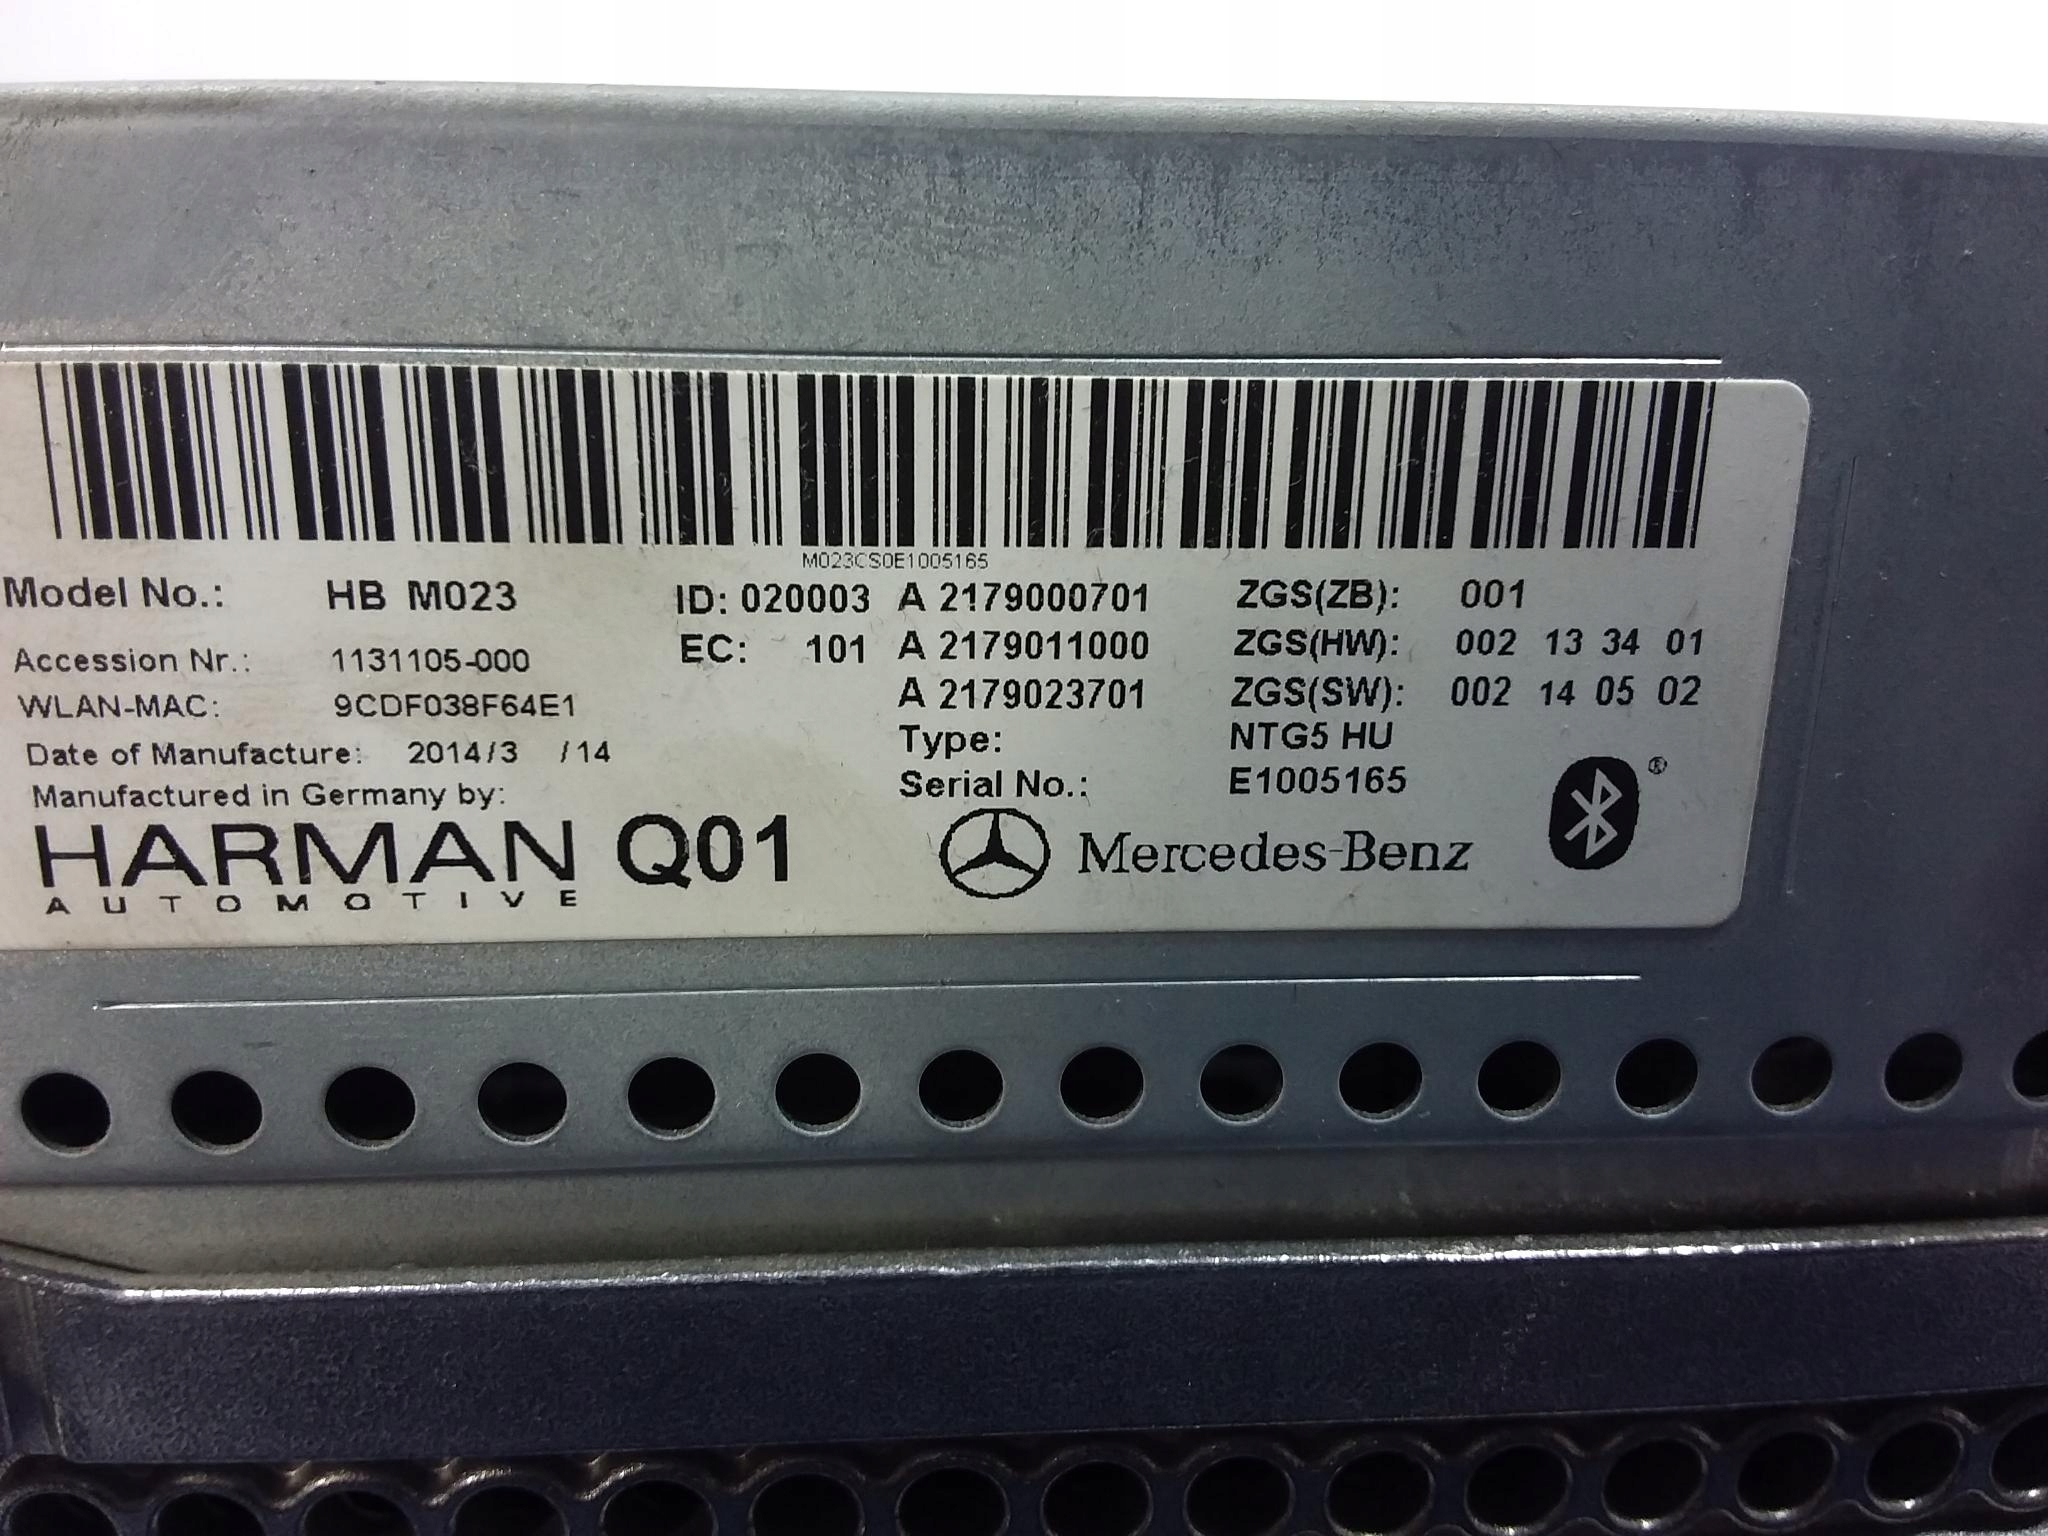 M023CS0E1005165
Model No.: HB M023 ID: 020003 A 2179000701 ZGS(ZB): 001
Accession Nr.: 1131105-000 EC: 101 A 2179011000 ZGS(HW): 002 13 34 01
WLAN-MAC: 9CDF038F64E1 A 2179023701 ZGS(SW): 002 14 05 02
Date of Manufacture: 2014/3 /14 Type: NTG5 HU
Manufactured in Germany by: Serial No.: E1005165
HARMAN Q01 Mercedes-Benz ®
AUTOMOTIVE